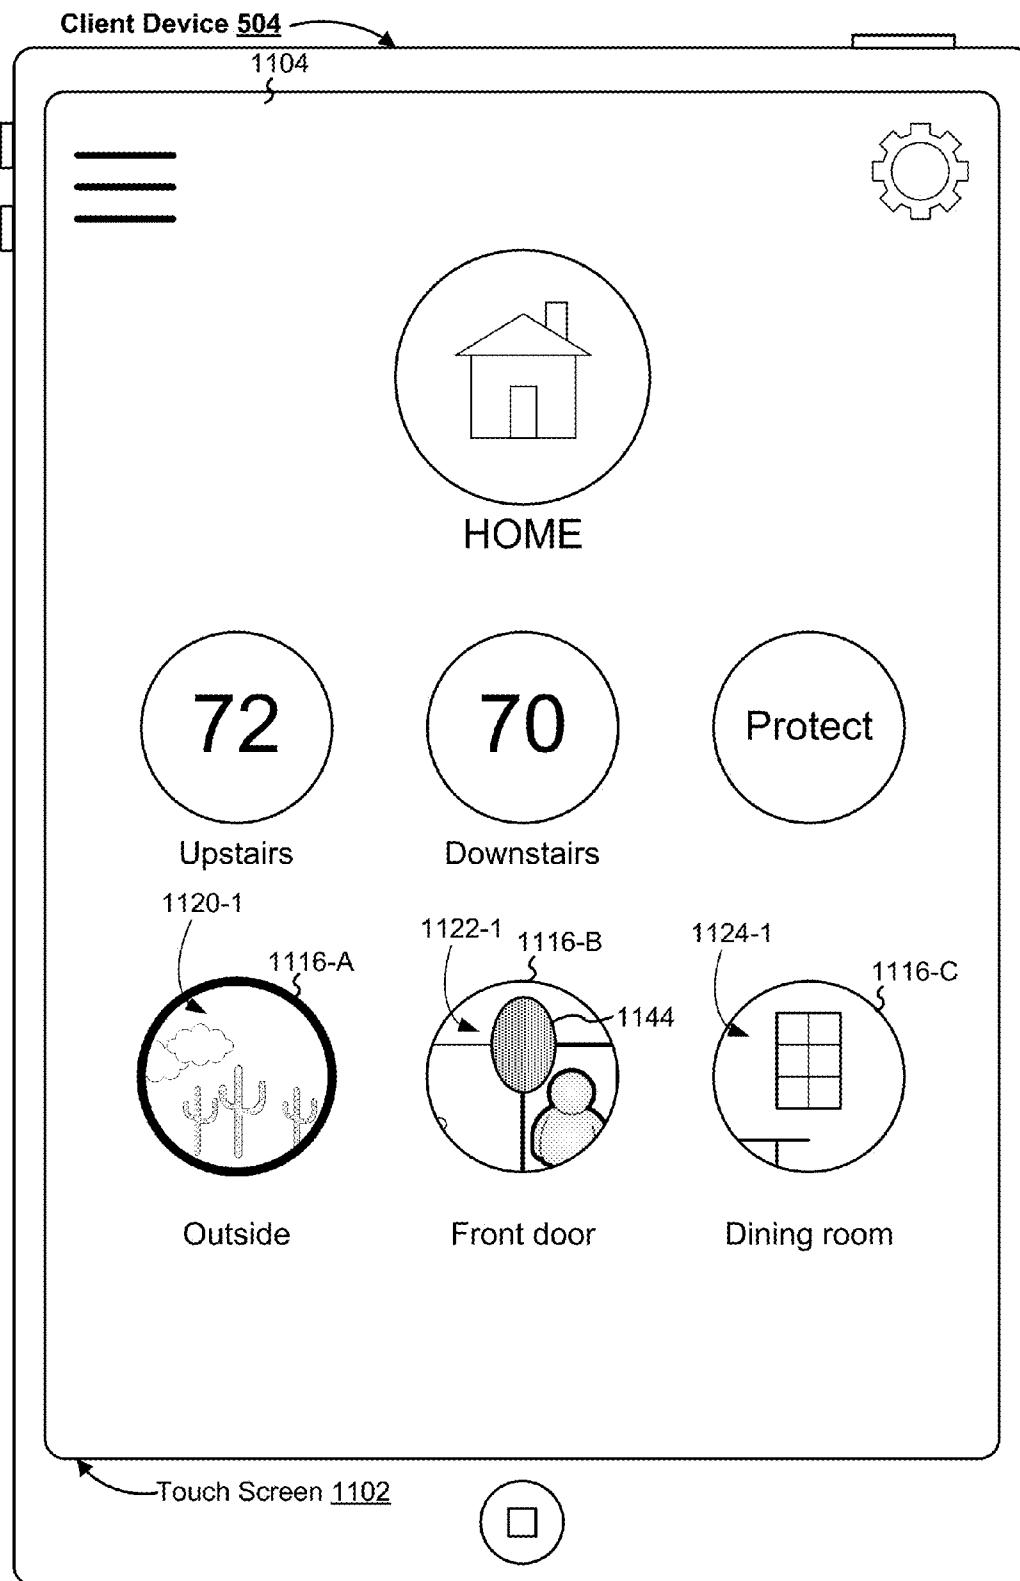 Client Device 504
1104
HOME
72
70
Protect
Upstairs
Downstairs
1120-1
1122-1
1116-B
1124-1
1116-A
1116-C
1144
Outside
Front door
Dining room
Touch Screen 1102